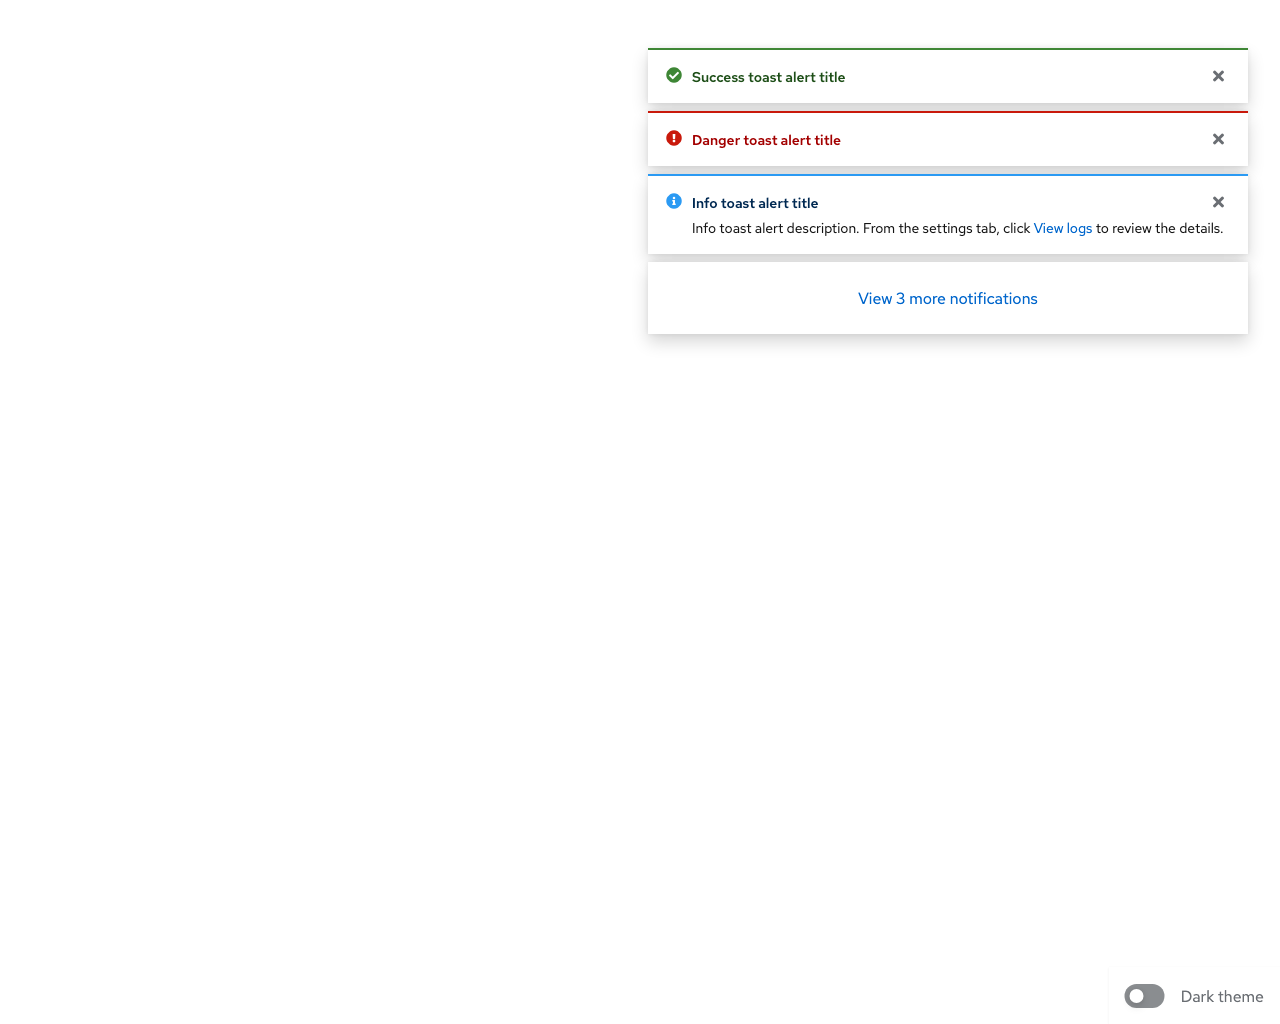 Success toast alert title
Danger toast alert title
Info toast alert title
Info toast alert description. From the settings tab, click View logs to review the details.
View 3 more notifications
Dark theme